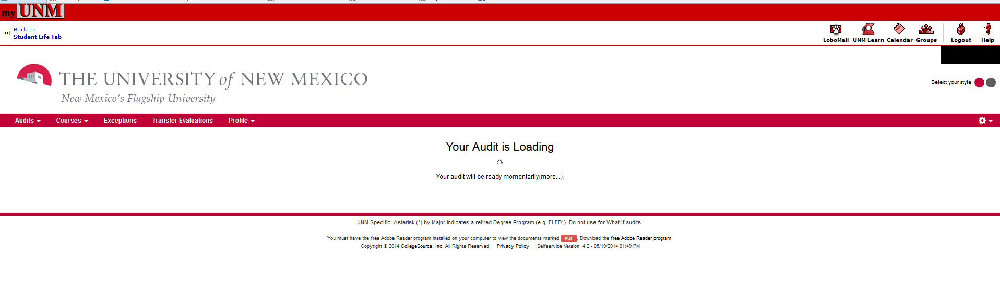 my UNM
Back to
Student Life Tab
LoboMail UNM Learn Calendar Groups Logout Help
THE UNIVERSITY of NEW MEXICO
New Mexico's Flagship University
Select your style:
Audits Courses Exceptions Transfer Evaluations Profile
Your Audit is Loading
Your audit will be ready momentarily(more...).
UNM Specific: Asterisk (*) by Major indicates a retired Degree Program (e.g. ELED*). Do not use for What If audits.
You must have the free Adobe Reader program installed on your computer to view the documents marked PDF. Download the free Adobe Reader program.
Copyright © 2014 CollegeSource, Inc. All Rights Reserved. Privacy Policy Selfservice Version: 4.2 - 05/19/2014 01:49 PM